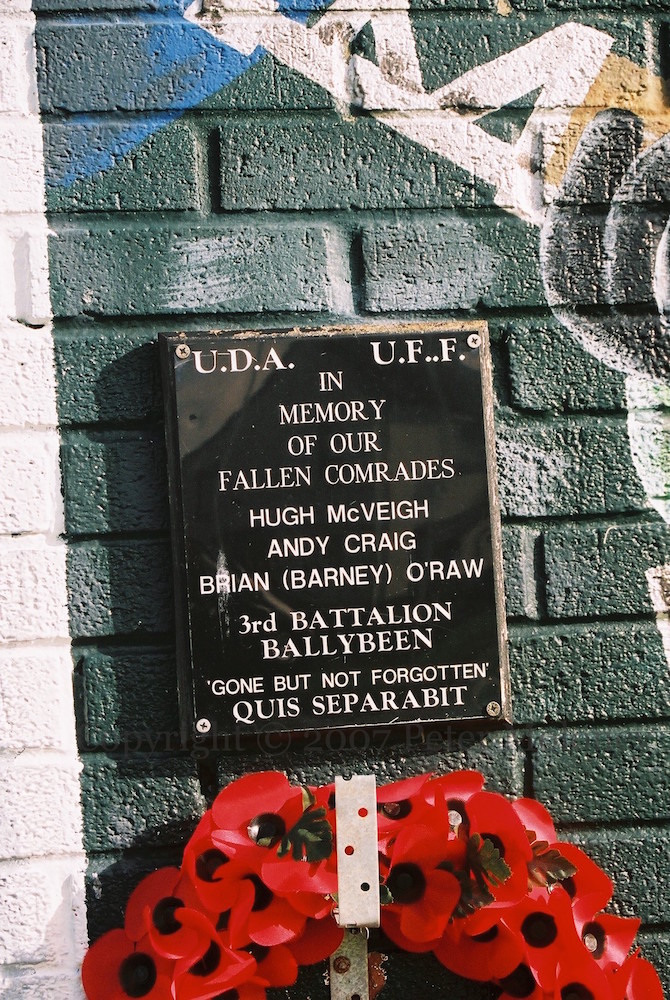 U.D.A. U.F..F.
IN
MEMORY
OF OUR
FALLEN COMRADES
HUGH McVEIGH
ANDY CRAIG
BRIAN (BARNEY) O'RAW
3rd BATTALION
BALLYBEEN
'GONE BUT NOT FORGOTTEN'
QUIS SEPARABIT
Copyright © 2007 Peter